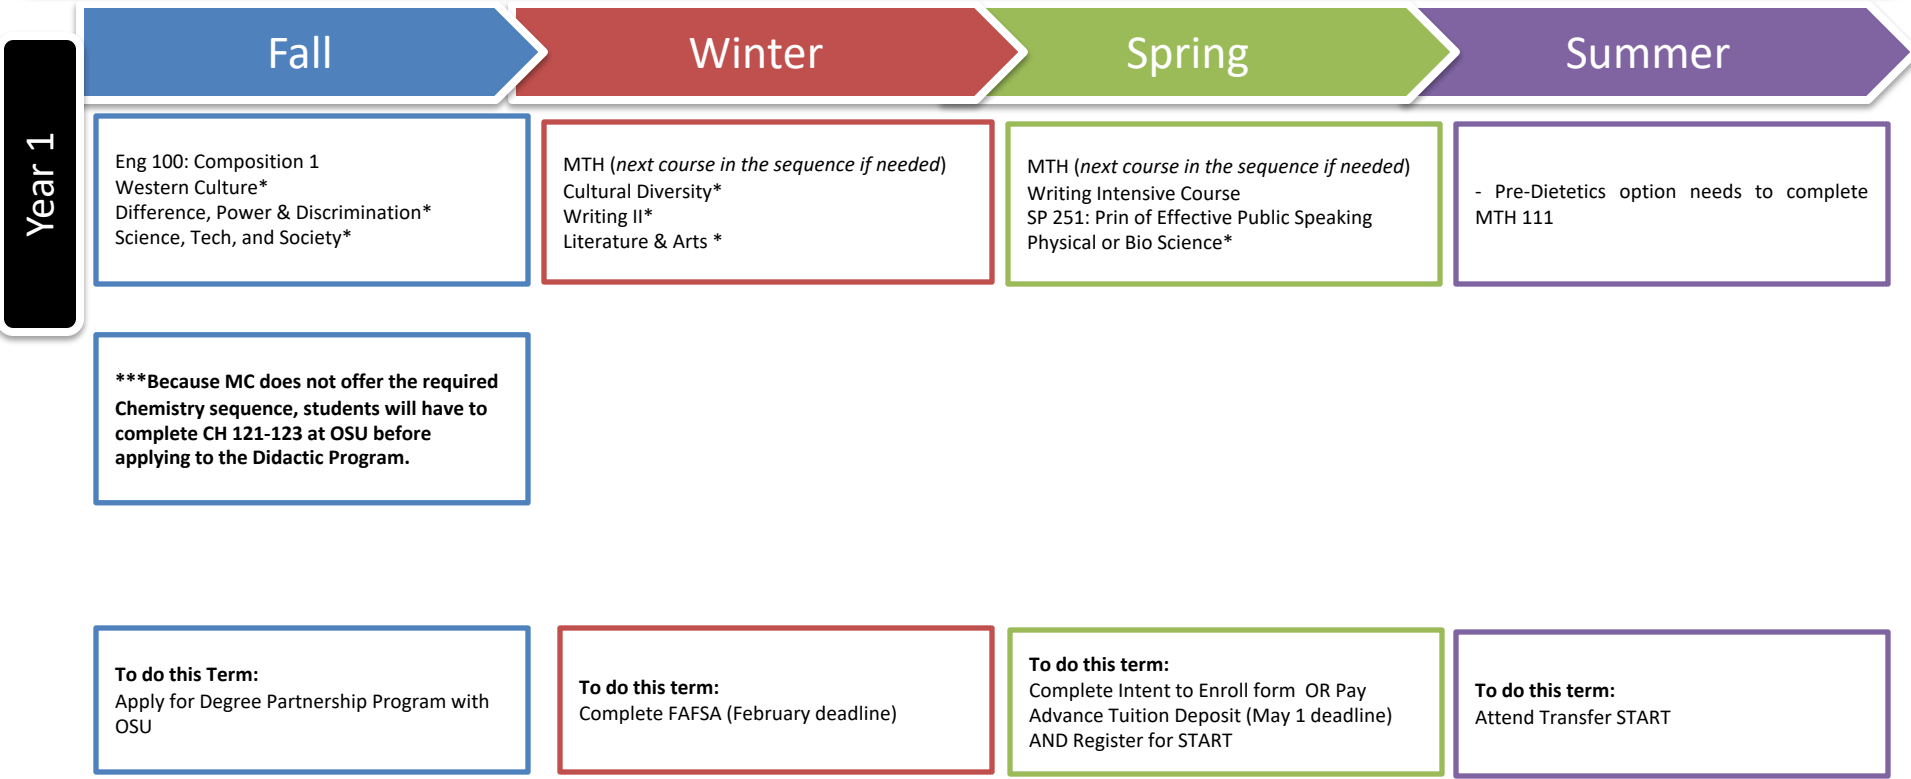 Fall
Winter
Spring
Summer
Year 1
Eng 100: Composition 1
Western Culture*
Difference, Power & Discrimination*
Science, Tech, and Society*
MTH (next course in the sequence if needed)
Cultural Diversity*
Writing II*
Literature & Arts *
MTH (next course in the sequence if needed)
Writing Intensive Course
SP 251: Prin of Effective Public Speaking
Physical or Bio Science*
- Pre-Dietetics option needs to complete
MTH 111
***Because MC does not offer the required
Chemistry sequence, students will have to
complete CH 121-123 at OSU before
applying to the Didactic Program.
To do this Term:
Apply for Degree Partnership Program with
OSU
To do this term:
Complete FAFSA (February deadline)
To do this term:
Complete Intent to Enroll form  OR Pay
Advance Tuition Deposit (May 1 deadline)
AND Register for START
To do this term:
Attend Transfer START